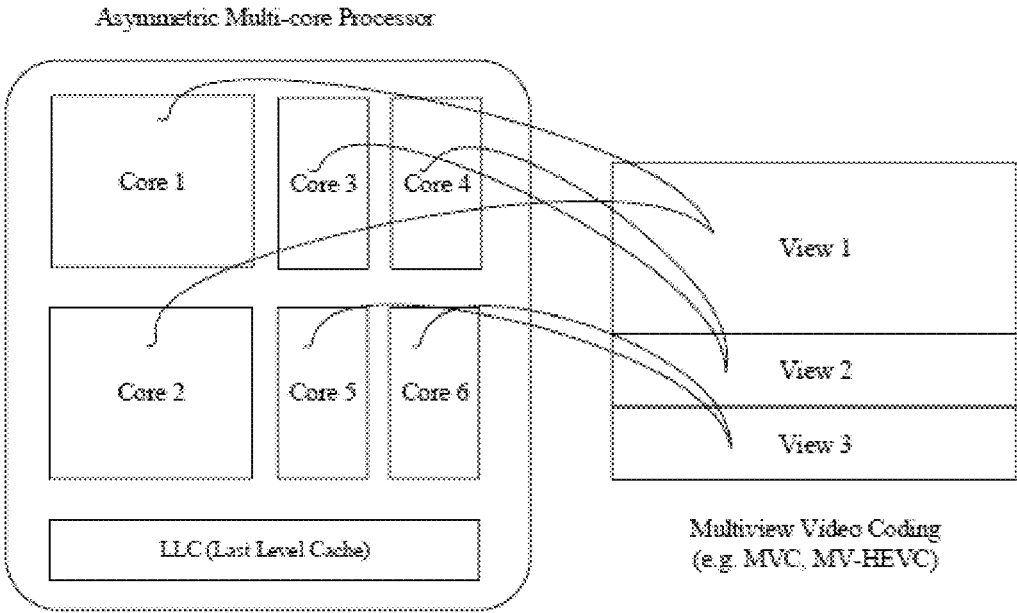 Asymmetric Multi-core Processor
Core 1
Core 3
Core 4
Core 2
Core 5
Core 6
LLC (Last Level Cache)
View 1
View 2
View 3
Multiview Video Coding
(e.g. MVC, MV-HEVC)